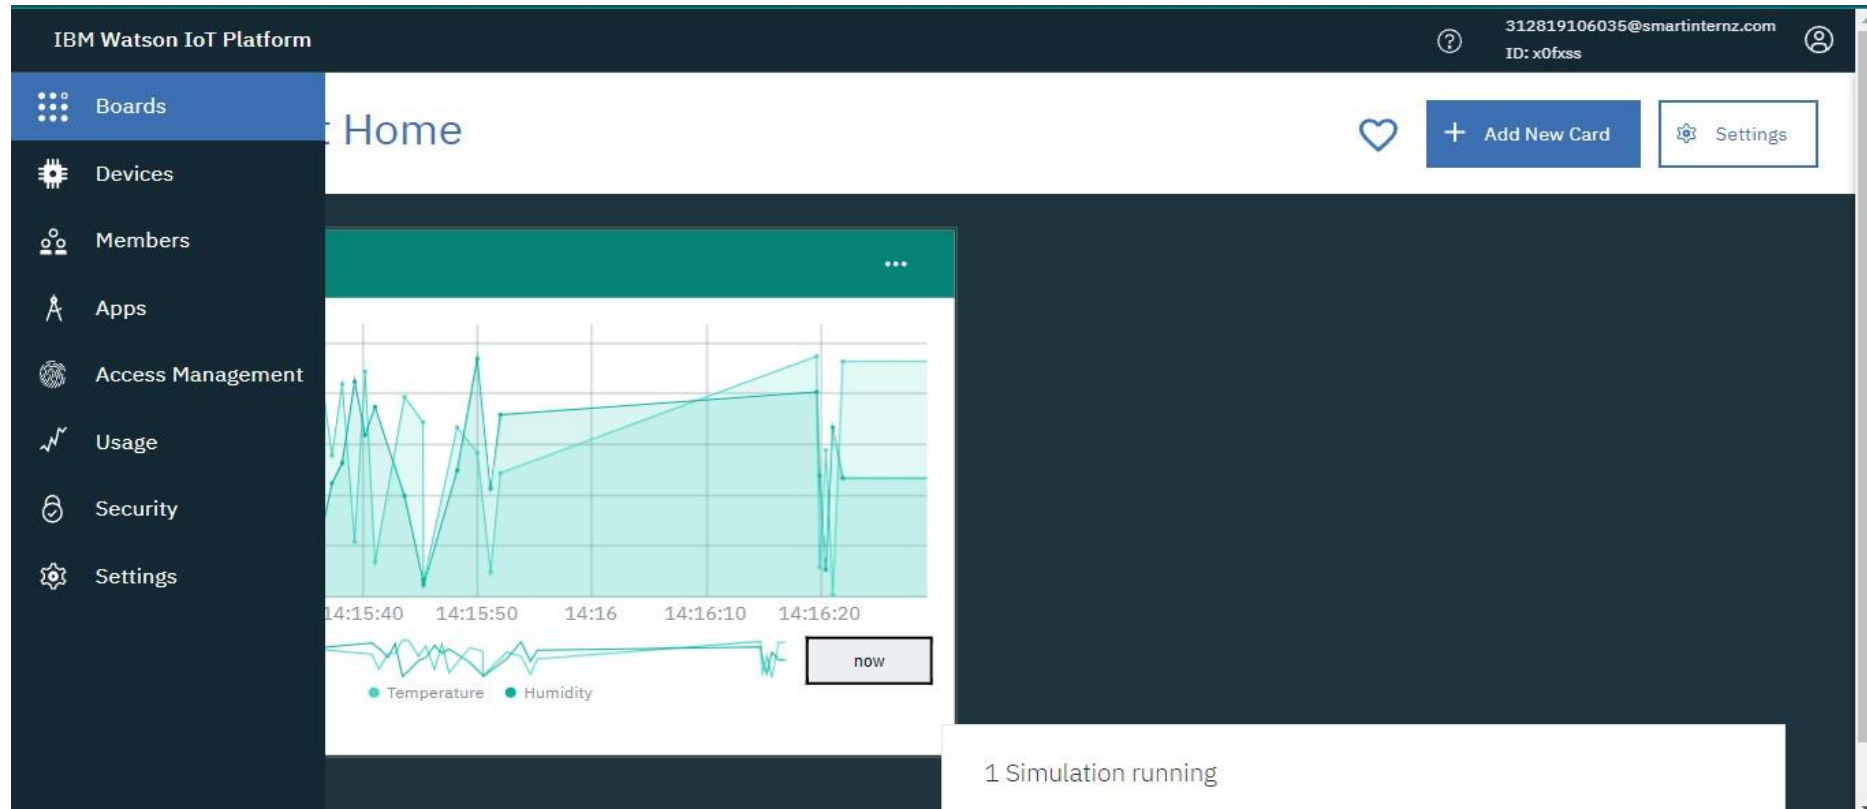 IBM Watson IoT Platform
312819106035@smartinternz.com
ID: x0fxss
Boards
Home
Add New Card
Settings
Devices
Members
Apps
Access Management
Usage
Security
Settings
14:15:40 14:15:50 14:16 14:16:10 14:16:20
now
Temperature Humidity
1 Simulation running